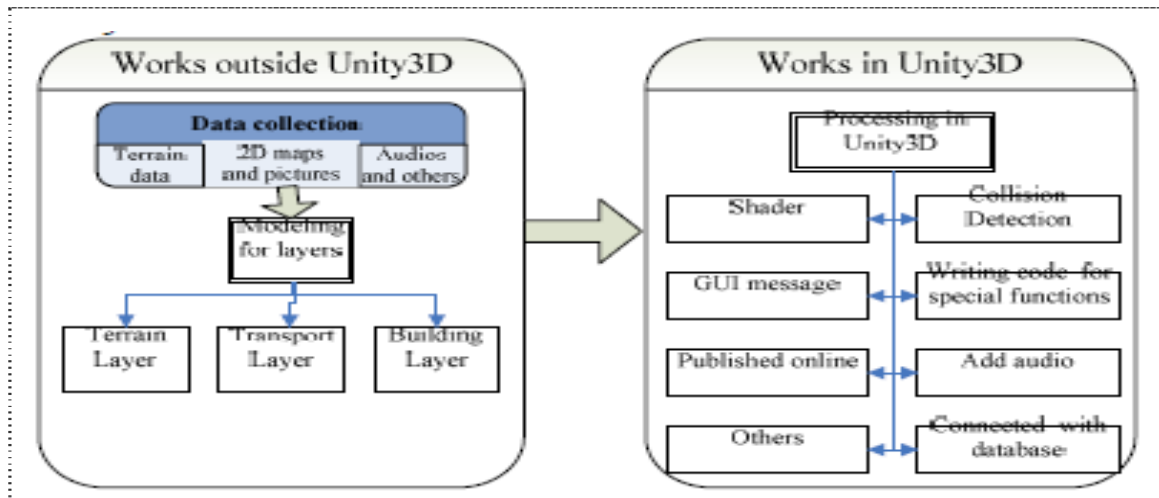 Works outside Unity3D
Data collection
Terrain
data
2D maps
and pictures
Audios
and others
Modeling
for layers
Terrain
Layer
Transport
Layer
Building
Layer
Works in Unity3D
Processing in
Unity3D
Shader
Collision
Detection
GUI message
Writing code for
special functions
Published online
Add audio
Others
Connected with
database